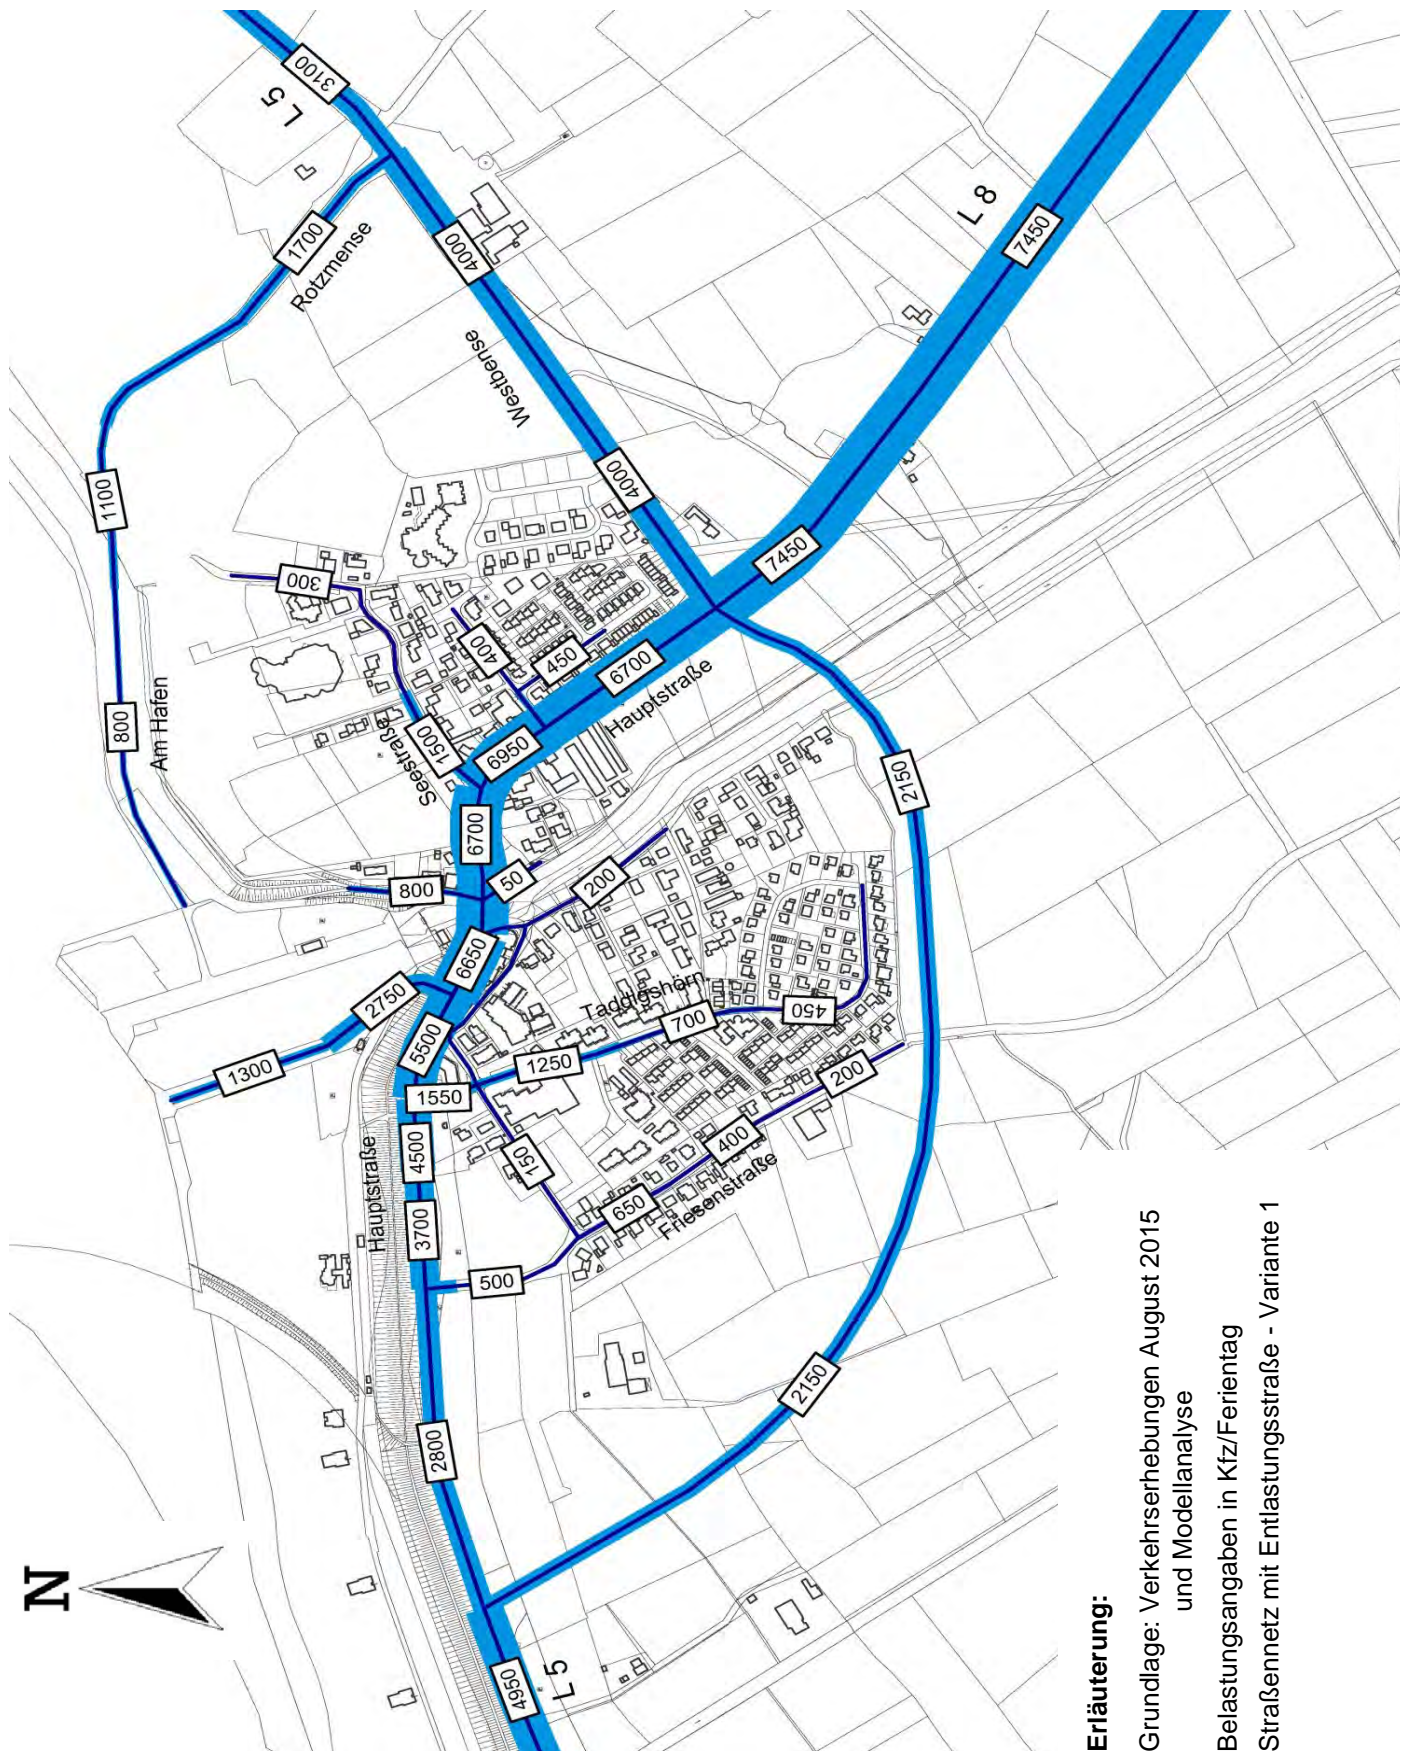 3100
L 5
1700
Rotzmense
4000
Westbense
L 8
7450
1100
4000
7450
300
400
450
6700
Hauptstraße
800
Am Hafen
Seestraße
1500
6950
6700
2150
800
50
200
6650
2750
5500
Taddigshörn
700
450
1300
1250
200
1550
Hauptstraße
4500
150
400
3700
650
Friesenstraße
500
2150
2800
N
4950
L 5
Erläuterung:
Grundlage: Verkehrserhebungen August 2015
und Modellanalyse
Belastungsangaben in Kfz/Ferientag
Straßennetz mit Entlastungsstraße - Variante 1